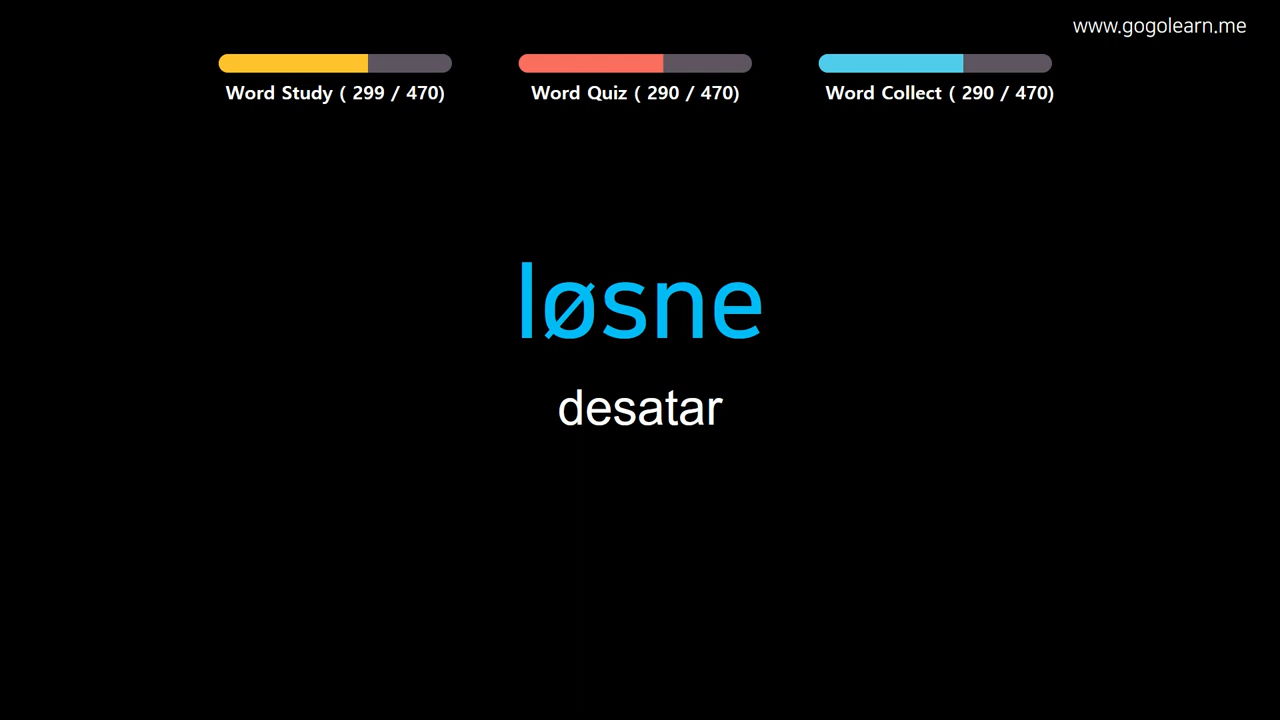 www.gogolearn.me
Word Study ( 299 / 470)
Word Quiz ( 290 / 470)
Word Collect ( 290 / 470)
løsne
desatar